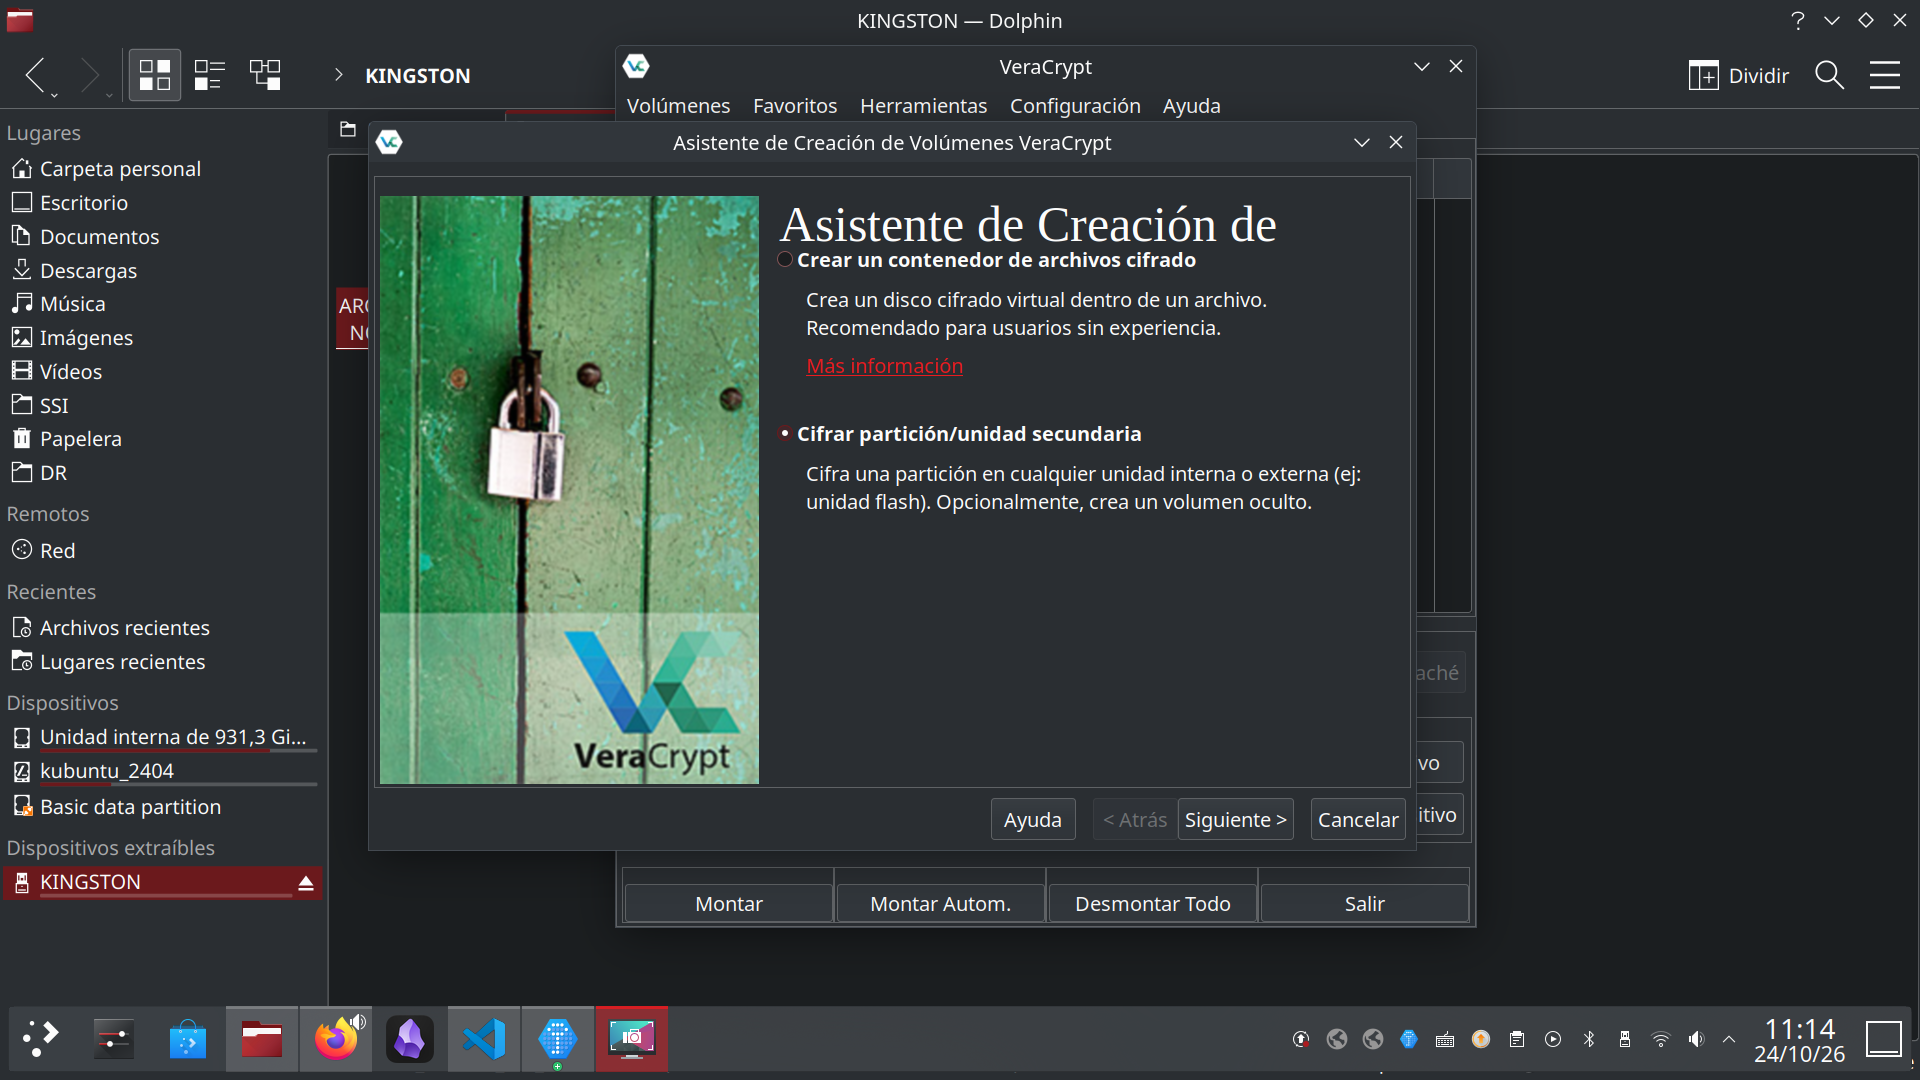 KINGSTON — Dolphin
KINGSTON
Dividir
VeraCrypt
Volúmenes Favoritos Herramientas Configuración Ayuda
Lugares
Carpeta personal
Escritorio
Documentos
Descargas
Música
Imágenes
Vídeos
SSI
Papelera
DR
Remotos
Red
Recientes
Archivos recientes
Lugares recientes
Dispositivos
Unidad interna de 931,3 Gi...
kubuntu_2404
Basic data partition
Dispositivos extraíbles
KINGSTON
Asistente de Creación de Volúmenes VeraCrypt
Asistente de Creación de
Crear un contenedor de archivos cifrado
Crea un disco cifrado virtual dentro de un archivo.
Recomendado para usuarios sin experiencia.
Más información
Cifrar partición/unidad secundaria
Cifra una partición en cualquier unidad interna o externa (ej:
unidad flash). Opcionalmente, crea un volumen oculto.
VeraCrypt
Ayuda < Atrás Siguiente > Cancelar
aché
vo
itivo
Montar Montar Autom. Desmontar Todo Salir
11:14
24/10/26